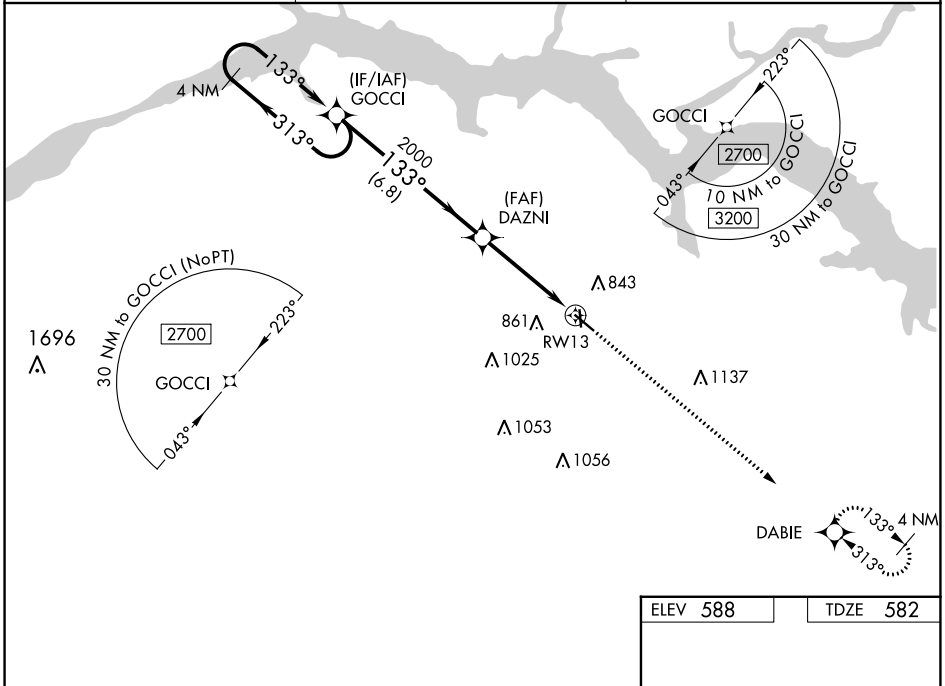 133°
4 NM
313°
(IF/IAF)
GOCCI
2000
133°
(6.8)
(FAF)
DAZNI
GOCCI
223°
043°
2700
10 NM to GOCCI
3200
30 NM to GOCCI
30 NM to GOCCI (NoPT)
2700
223°
GOCCI
043°
1696
843
861
RW13
1025
1137
1053
1056
DABIE
133°
4 NM
313°
ELEV 588
TDZE 582